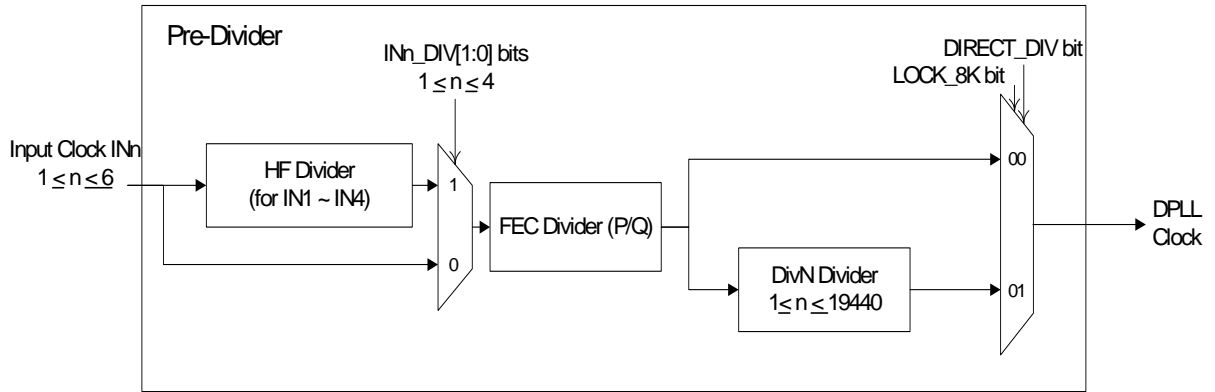 Pre-Divider
INn_DIV[1:0] bits
1 ≤ n ≤ 4
DIRECT_DIV bit
LOCK_8K bit
Input Clock INn
1 ≤ n ≤ 6
HF Divider
(for IN1 ~ IN4)
1
0
FEC Divider (P/Q)
00
DivN Divider
1 ≤ n ≤ 19440
01
DPLL
Clock